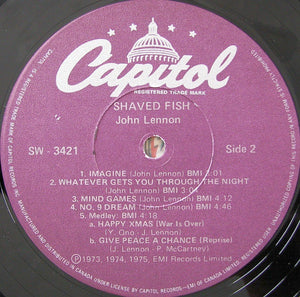 Capitol
REGISTERED TRADE MARK
SHAVED FISH
John Lennon
SW - 3421
Side 2
1. IMAGINE (John Lennon) BMI 3:01
2. WHATEVER GETS YOU THROUGH THE NIGHT
(John Lennon) BMI 3:04
3. MIND GAMES (John Lennon) BMI 4:10
4. NO. 9 DREAM (John Lennon) BMI 4:46
5. Medley: BMI 4:18
a. HAPPY XMAS (War Is Over)
(Y. Ono - J. Lennon)
b. GIVE PEACE A CHANCE (Reprise)
(J. Lennon - P. McCartney)
Ⓟ1973, 1974, 1975, EMI Records Limited